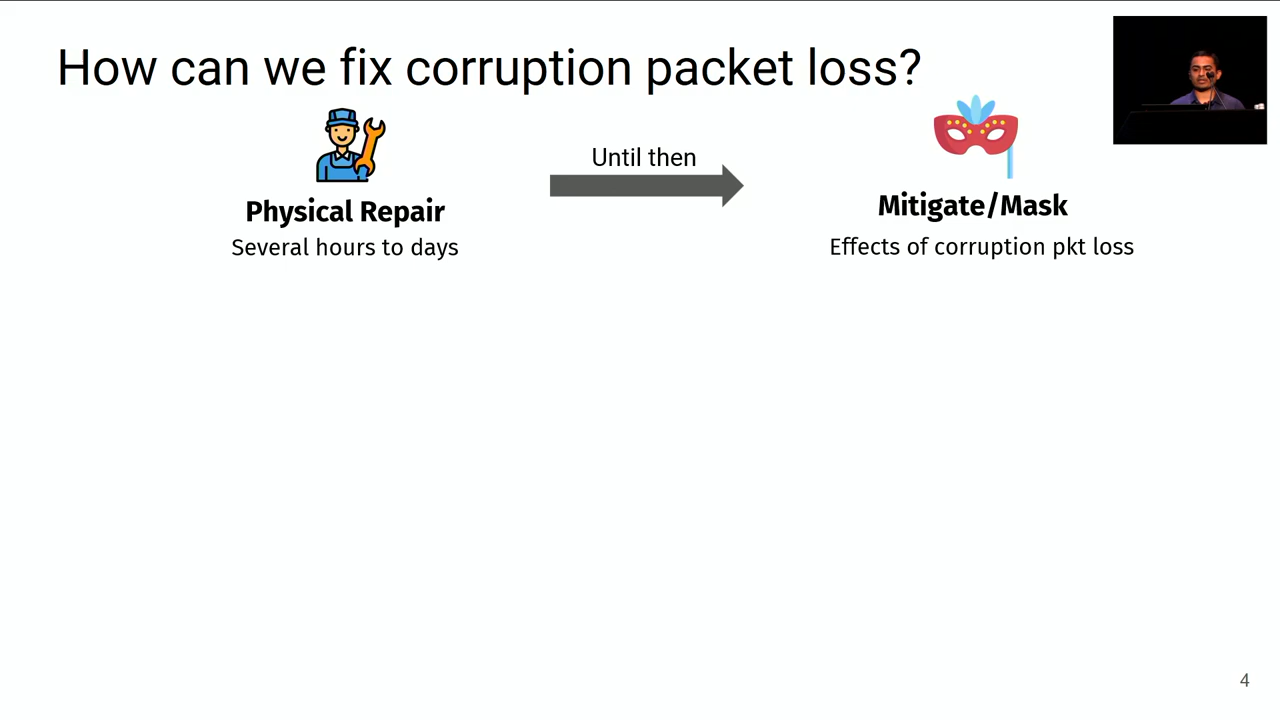 How can we fix corruption packet loss?
Until then
Physical Repair
Several hours to days
Mitigate/Mask
Effects of corruption pkt loss
4